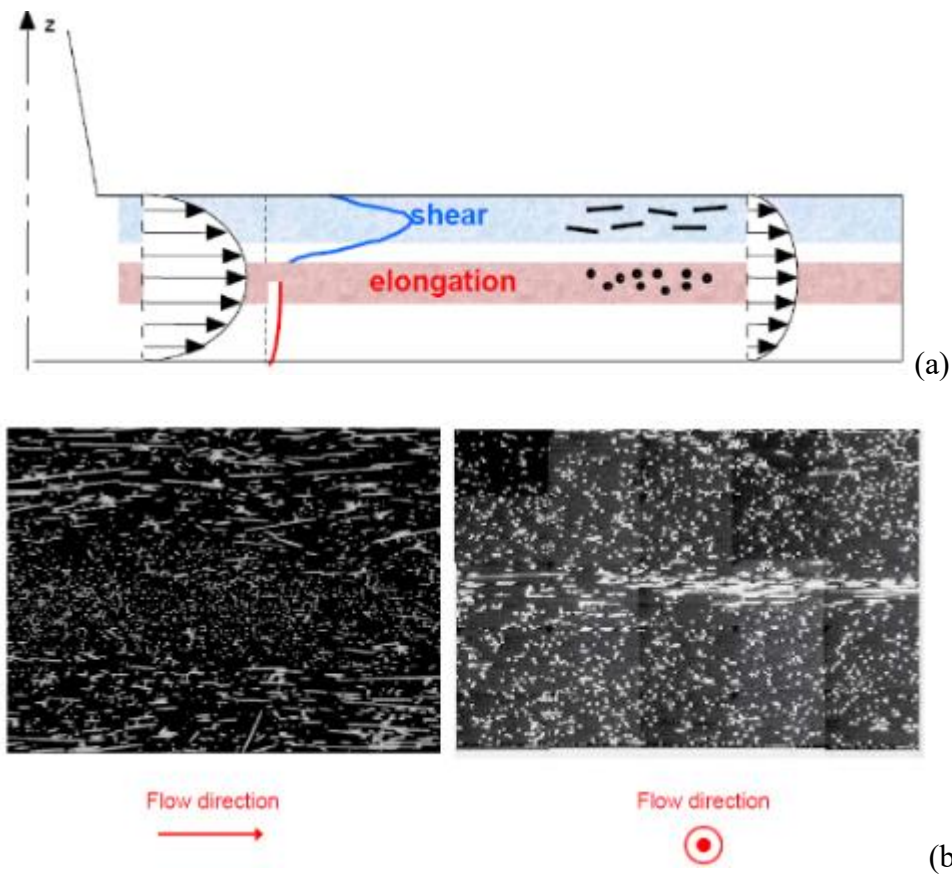 z
shear
elongation
(a)
Flow direction
Flow direction
(b